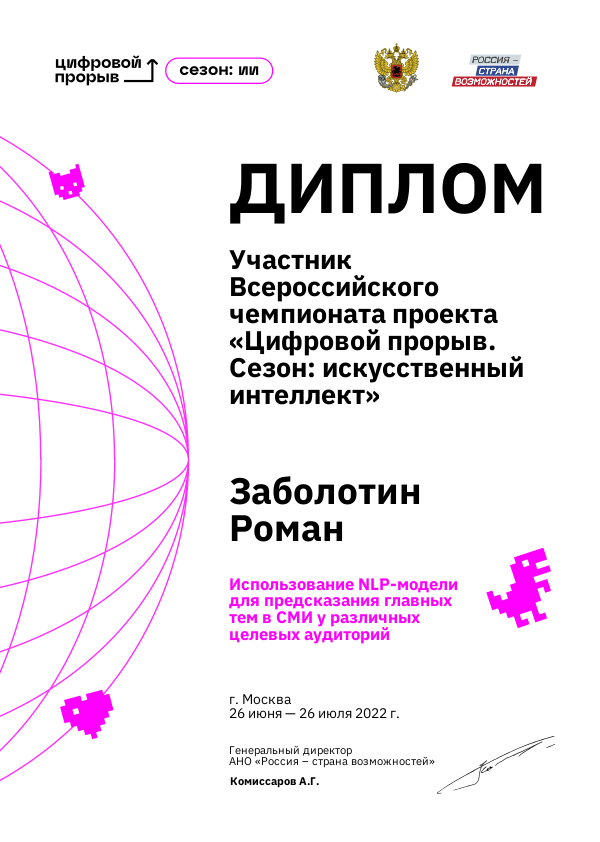 цифровой
прорыв
сезон: ии
РОССИЯ –
СТРАНА
ВОЗМОЖНОСТЕЙ
ДИПЛОМ
Участник
Всероссийского
чемпионата проекта
«Цифровой прорыв.
Сезон: искусственный
интеллект»
Заболотин
Роман
Использование NLP-модели
для предсказания главных
тем в СМИ у различных
целевых аудиторий
г. Москва
26 июня — 26 июля 2022 г.
Генеральный директор
АНО «Россия – страна возможностей»
Комиссаров А.Г.